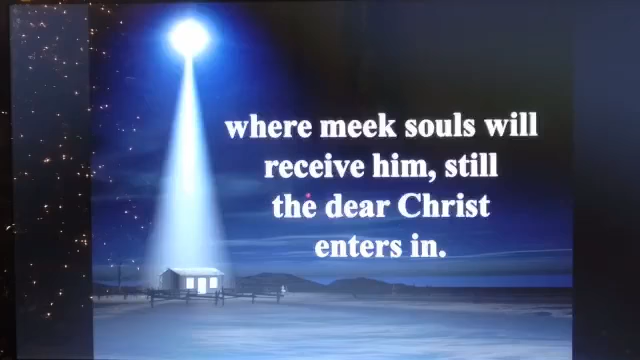 where meek souls will
receive him, still
the dear Christ
enters in.